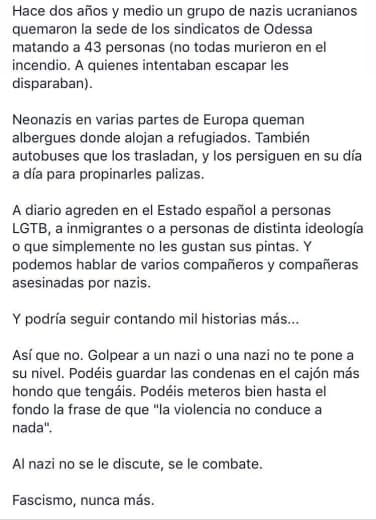 Hace dos años y medio un grupo de nazis ucranianos
quemaron la sede de los sindicatos de Odessa
matando a 43 personas (no todas murieron en el
incendio. A quienes intentaban escapar les
disparaban).
Neonazis en varias partes de Europa queman
albergues donde alojan a refugiados. También
autobuses que los trasladan, y los persiguen en su día
a día para propinarles palizas.
A diario agreden en el Estado español a personas
LGTB, a inmigrantes o a personas de distinta ideología
o que simplemente no les gustan sus pintas. Y
podemos hablar de varios compañeros y compañeras
asesinadas por nazis.
Y podría seguir contando mil historias más...
Así que no. Golpear a un nazi o una nazi no te pone a
su nivel. Podéis guardar las condenas en el cajón más
hondo que tengáis. Podéis meteros bien hasta el
fondo la frase de que "la violencia no conduce a
nada".
Al nazi no se le discute, se le combate.
Fascismo, nunca más.